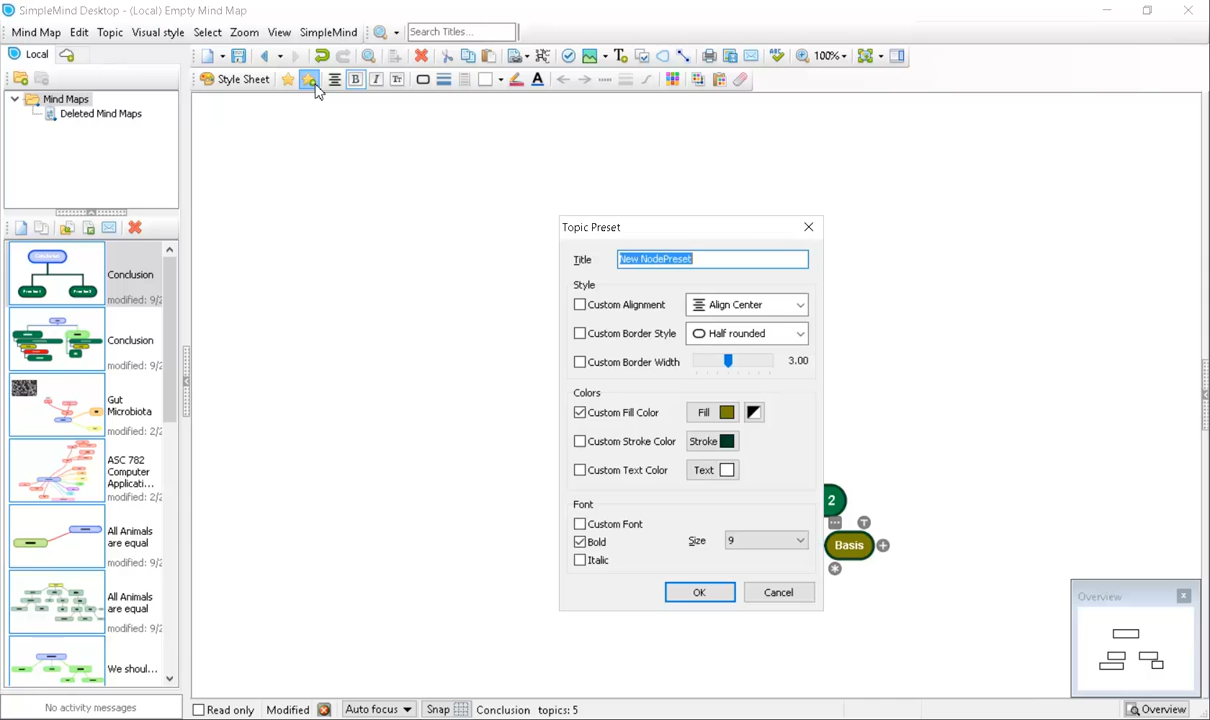 SimpleMind Desktop - (Local) Empty Mind Map
Mind Map Edit Topic Visual style Select Zoom View SimpleMind Search Titles...
Local
100%
Style Sheet
Mind Maps
Deleted Mind Maps
Conclusion
modified: 9/2
Conclusion
modified: 9/2
Gut
Microbiota
modified: 2/2
ASC 782
Computer
Applicati...
modified: 2/2
All Animals
are equal
modified: 9/2
All Animals
are equal
modified: 9/2
We shoul...
No activity messages
Topic Preset
Title New NodePreset
Style
Custom Alignment Align Center
Custom Border Style Half rounded
Custom Border Width 3.00
Colors
Custom Fill Color Fill
Custom Stroke Color Stroke
Custom Text Color Text
Font
Custom Font
Bold Size 9
Italic
OK Cancel
2
Basis
Overview
Read only Modified Auto focus Snap Conclusion topics: 5 Overview